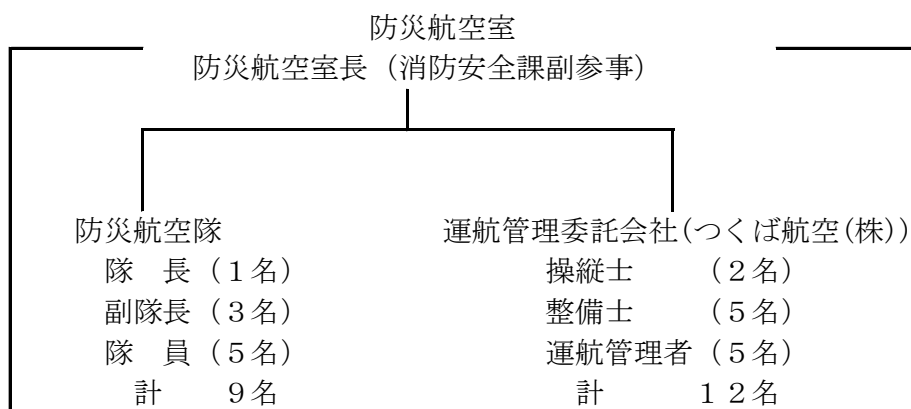 防災航空室
防災航空室長（消防安全課副参事）
防災航空隊
隊　長（１名）
副隊長（３名）
隊　員（５名）
計　　９名
運航管理委託会社(つくば航空(株))
操縦士　　（２名）
整備士　　（５名）
運航管理者（５名）
計　　　１２名